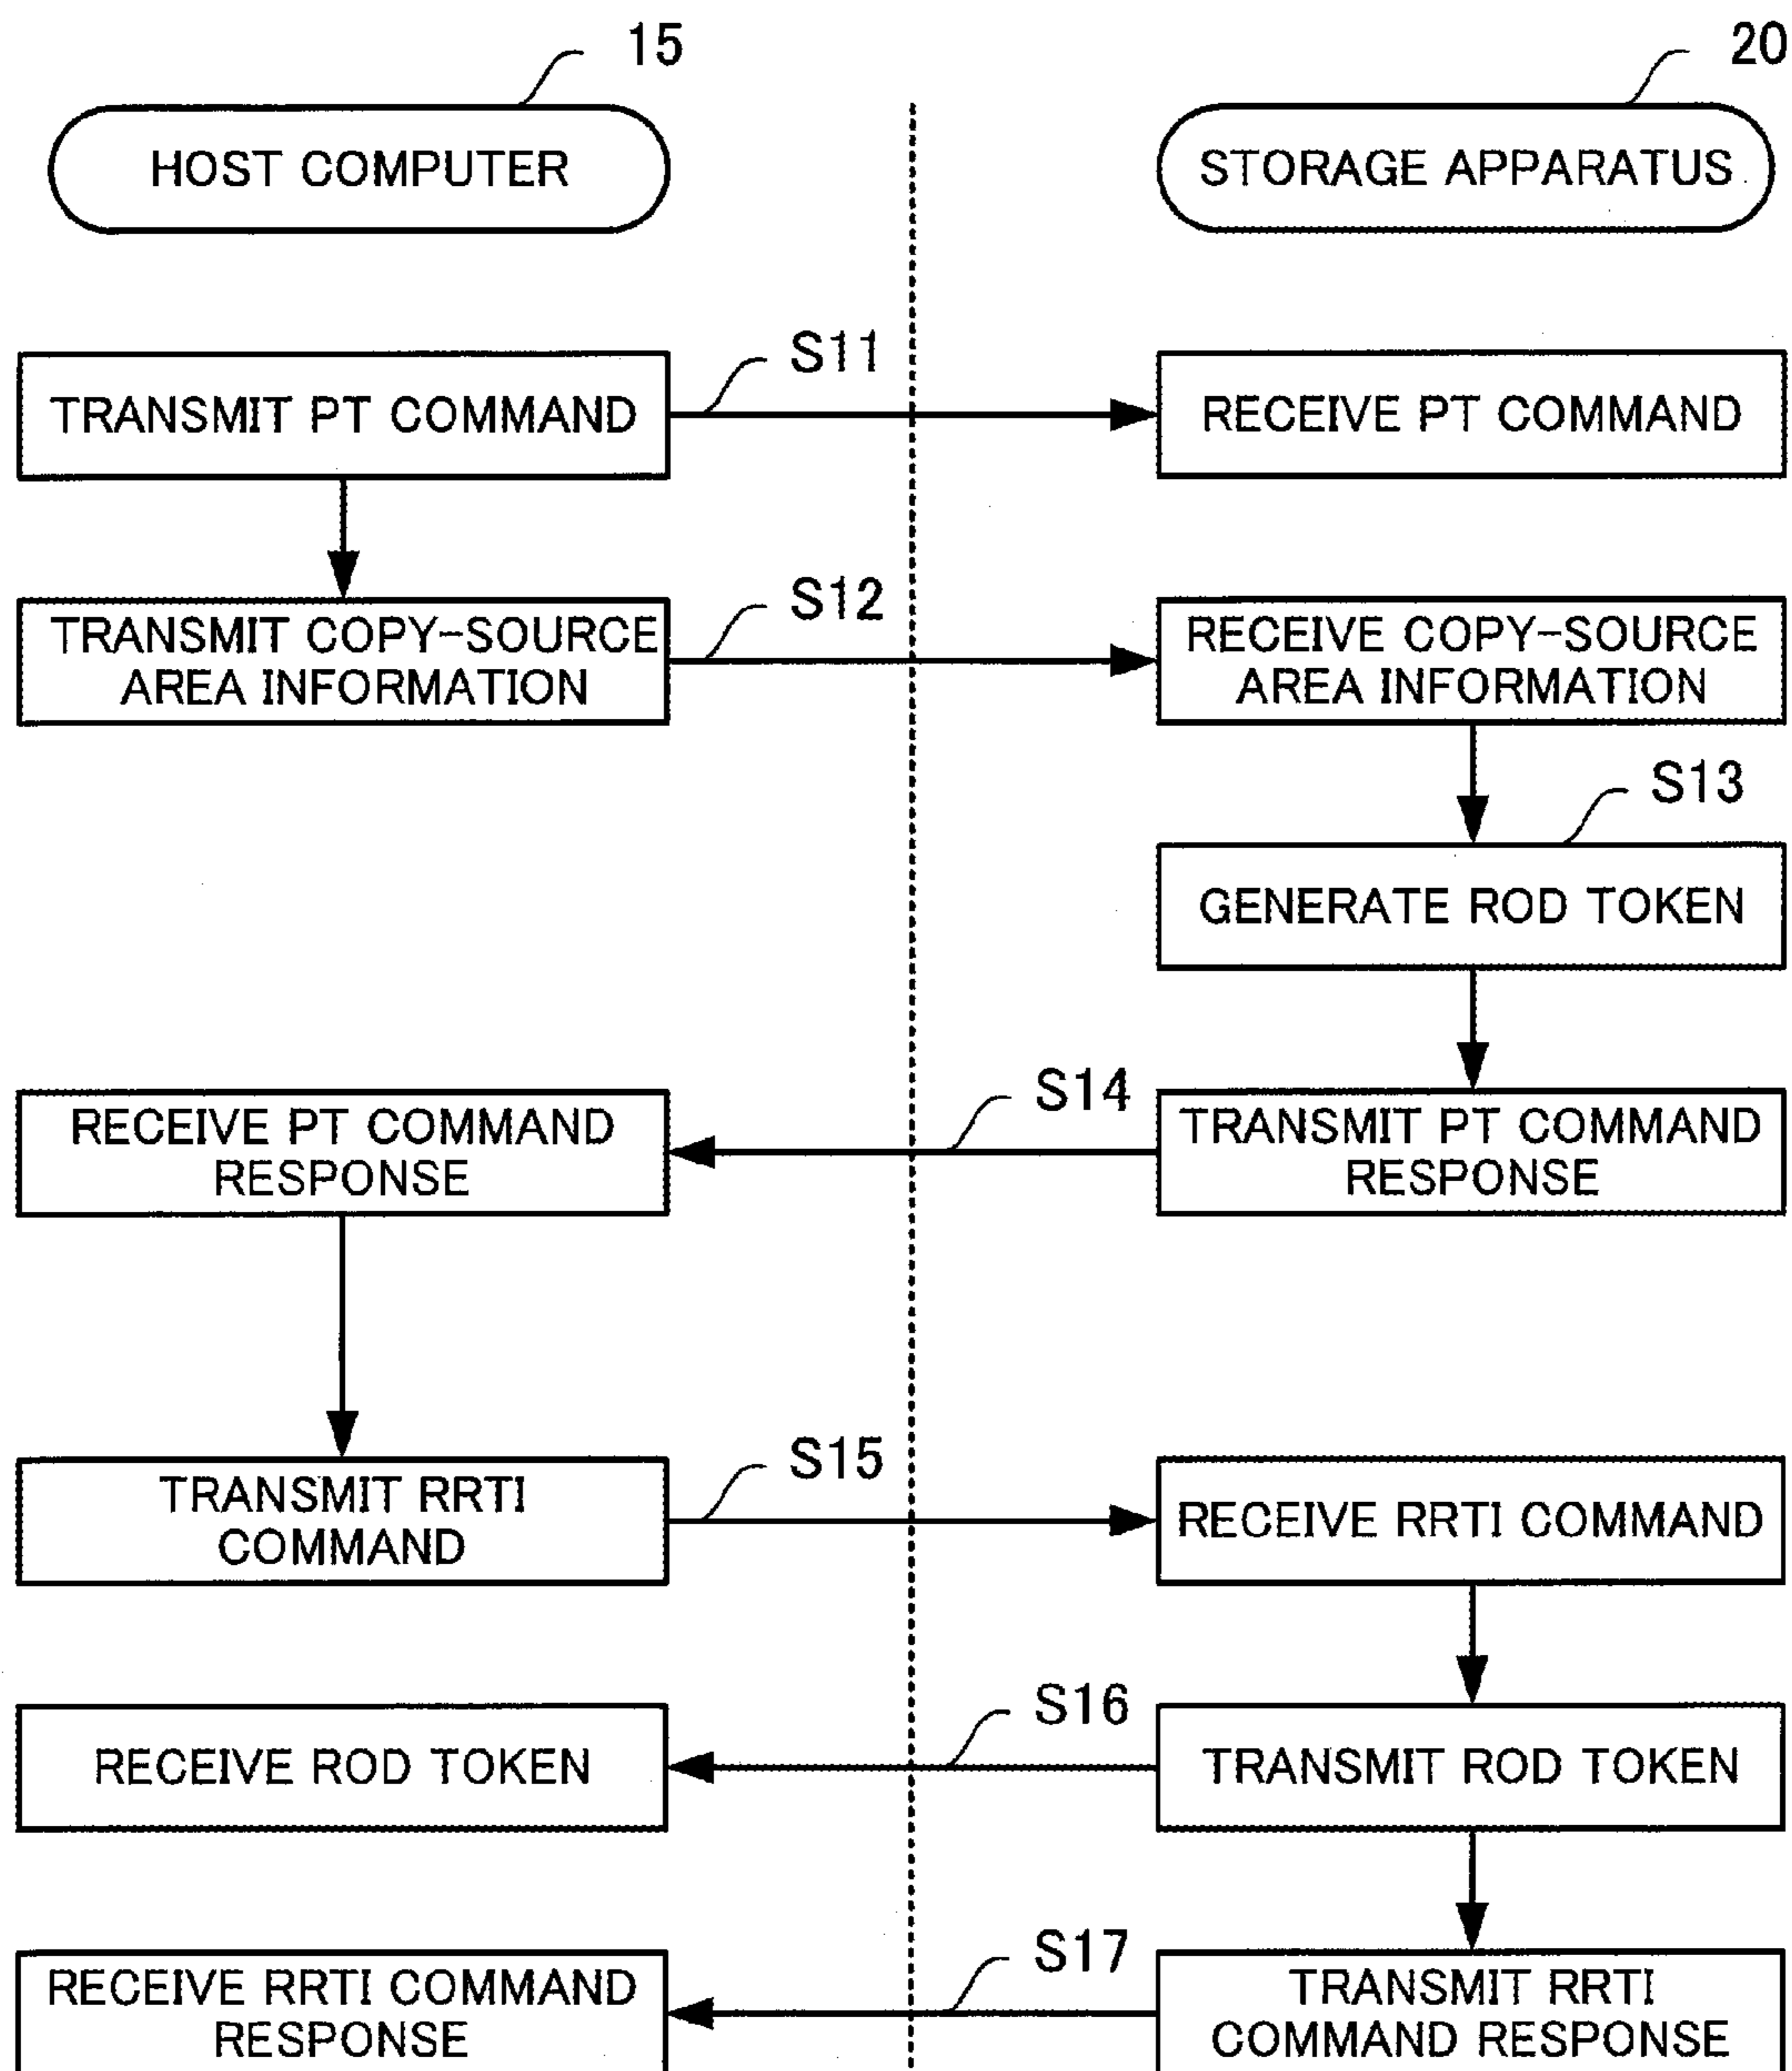 15
20
HOST COMPUTER
STORAGE APPARATUS
S11
TRANSMIT PT COMMAND
RECEIVE PT COMMAND
S12
TRANSMIT COPY-SOURCE
AREA INFORMATION
RECEIVE COPY-SOURCE
AREA INFORMATION
S13
GENERATE ROD TOKEN
S14
RECEIVE PT COMMAND
RESPONSE
TRANSMIT PT COMMAND
RESPONSE
S15
TRANSMIT RRTI
COMMAND
RECEIVE RRTI COMMAND
S16
RECEIVE ROD TOKEN
TRANSMIT ROD TOKEN
S17
RECEIVE RRTI COMMAND
RESPONSE
TRANSMIT RRTI
COMMAND RESPONSE